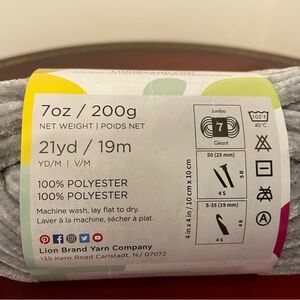 7oz / 200g
NET WEIGHT | POIDS NET
21yd / 19m
YD/M | V/M
100% POLYESTER
100% POLYESTER
Machine wash, lay flat to dry.
Laver à la machine, sécher à plat.
Lion Brand Yarn Company
135 Kero Road Carlstadt, NJ 07072
4 in x 4 in / 10 cm x 10 cm
Jumbo
7
Géant
50 (25 mm)
6 R
4 S
S-35 (19 mm)
4 S
105°F
40°C
A